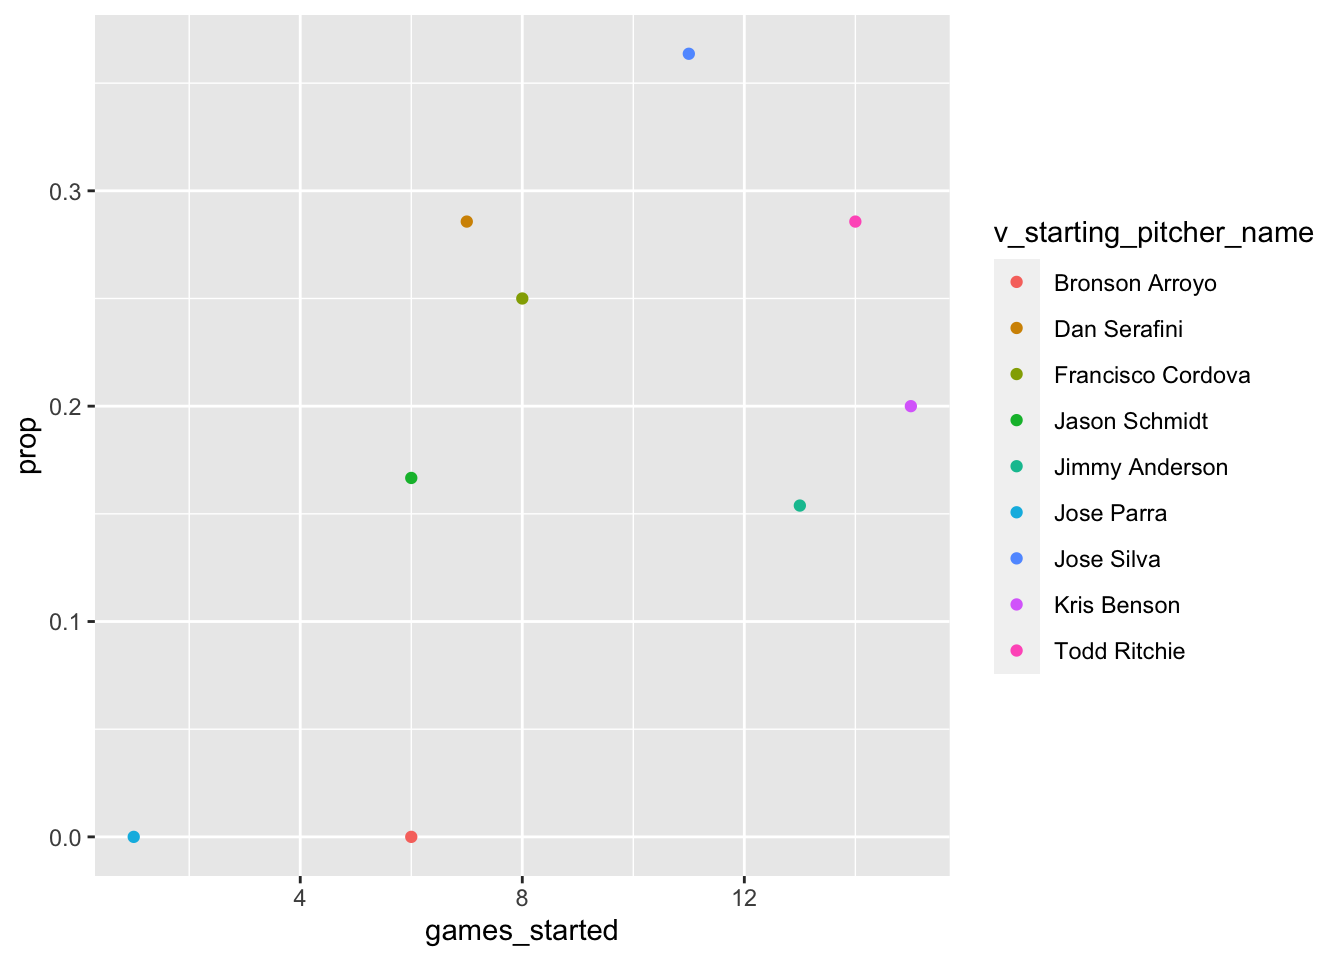 prop
0.3
0.2
0.1
0.0
4 8 12
games_started
v_starting_pitcher_name
Bronson Arroyo
Dan Serafini
Francisco Cordova
Jason Schmidt
Jimmy Anderson
Jose Parra
Jose Silva
Kris Benson
Todd Ritchie